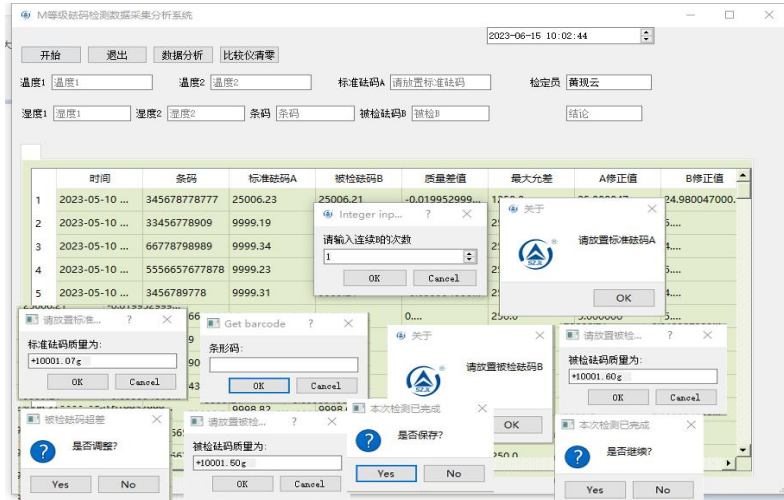 M等级砝码检测数据采集分析系统
2023-06-15 10:02:44
开始 退出 数据分析 比较仪清零
温度1 温度1 温度2 温度2 标准砝码A 请放置标准砝码 检定员 黄现云
湿度1 湿度1 湿度2 湿度2 条码 条码 被检砝码B 被检B 结论
时间 条码 标准砝码A 被检砝码B 质量差值 最大允差 A修正值 B修正值
1 2023-05-10 ... 345678778777 25006.23 25006.21 -0.019952999... 24.980047000...
2 2023-05-10 ... 33456778909 9999.19
3 2023-05-10 ... 66778798989 9999.34
4 2023-05-10 ... 5556657677878 9999.23
5 2023-05-10 ... 3456789778 9999.31
Integer inp... ?
请输入连续B的次数
1
OK Cancel
关于
请放置标准砝码A
SZJL
OK
请放置标准... ?
标准砝码质量为:
+10001.07g
OK Cancel
Get barcode ?
条形码:
OK Cancel
关于
请放置被检砝码B
SZJL
OK
请放置被检... ?
被检砝码质量为:
+10001.60g
OK Cancel
被检砝码超差
是否调整?
Yes No
请放置被检... ?
被检砝码质量为:
+10001.50g
OK Cancel
本次检测已完成
是否保存?
Yes No
本次检测已完成
是否继续?
Yes No